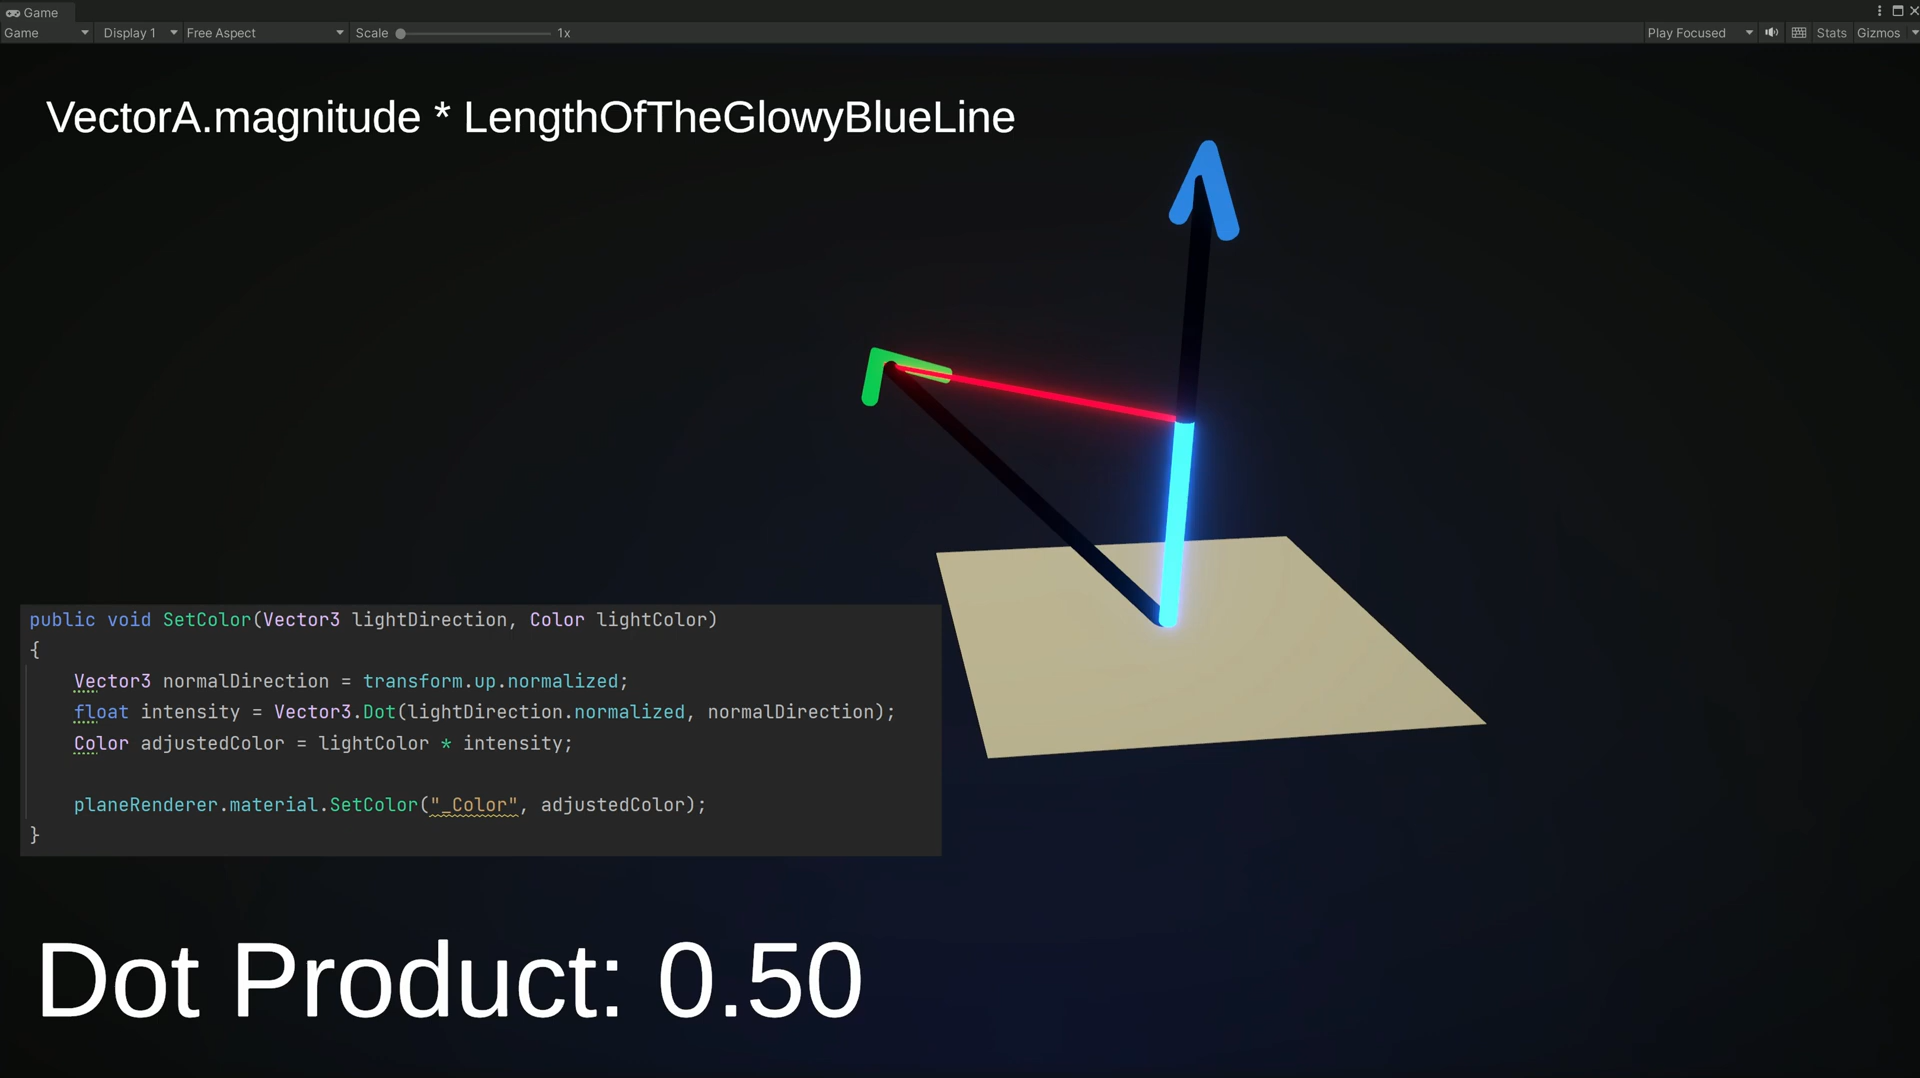 Game
Game Display 1 Free Aspect Scale 1x Play Focused Stats Gizmos
VectorA.magnitude * LengthOfTheGlowyBlueLine
public void SetColor(Vector3 lightDirection, Color lightColor)
{
Vector3 normalDirection = transform.up.normalized;
float intensity = Vector3.Dot(lightDirection.normalized, normalDirection);
Color adjustedColor = lightColor * intensity;
planeRenderer.material.SetColor("_Color", adjustedColor);
}
Dot Product: 0.50